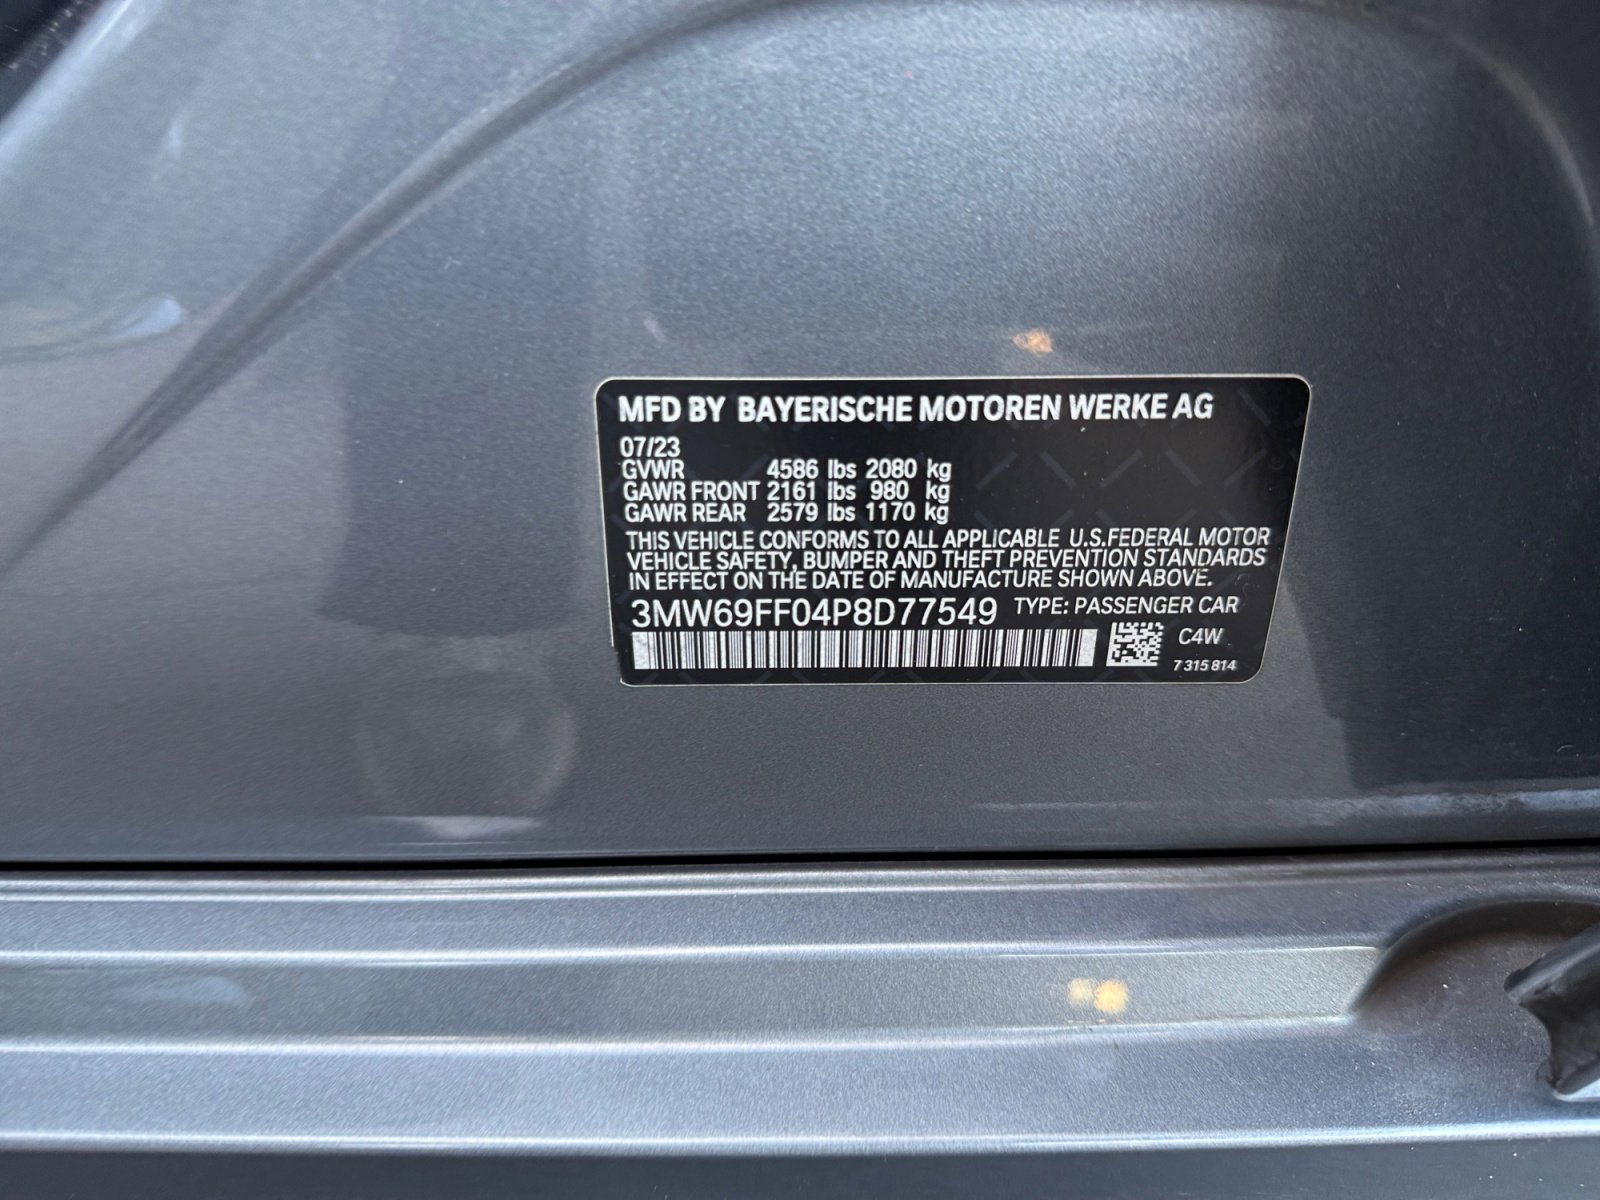 MFD BY BAYERISCHE MOTOREN WERKE AG
07/23
GVWR 4586 lbs 2080 kg
GAWR FRONT 2161 lbs 980 kg
GAWR REAR 2579 lbs 1170 kg
THIS VEHICLE CONFORMS TO ALL APPLICABLE U.S.FEDERAL MOTOR
VEHICLE SAFETY, BUMPER AND THEFT PREVENTION STANDARDS
IN EFFECT ON THE DATE OF MANUFACTURE SHOWN ABOVE.
3MW69FF04P8D77549 TYPE: PASSENGER CAR
C4W
7 315 814